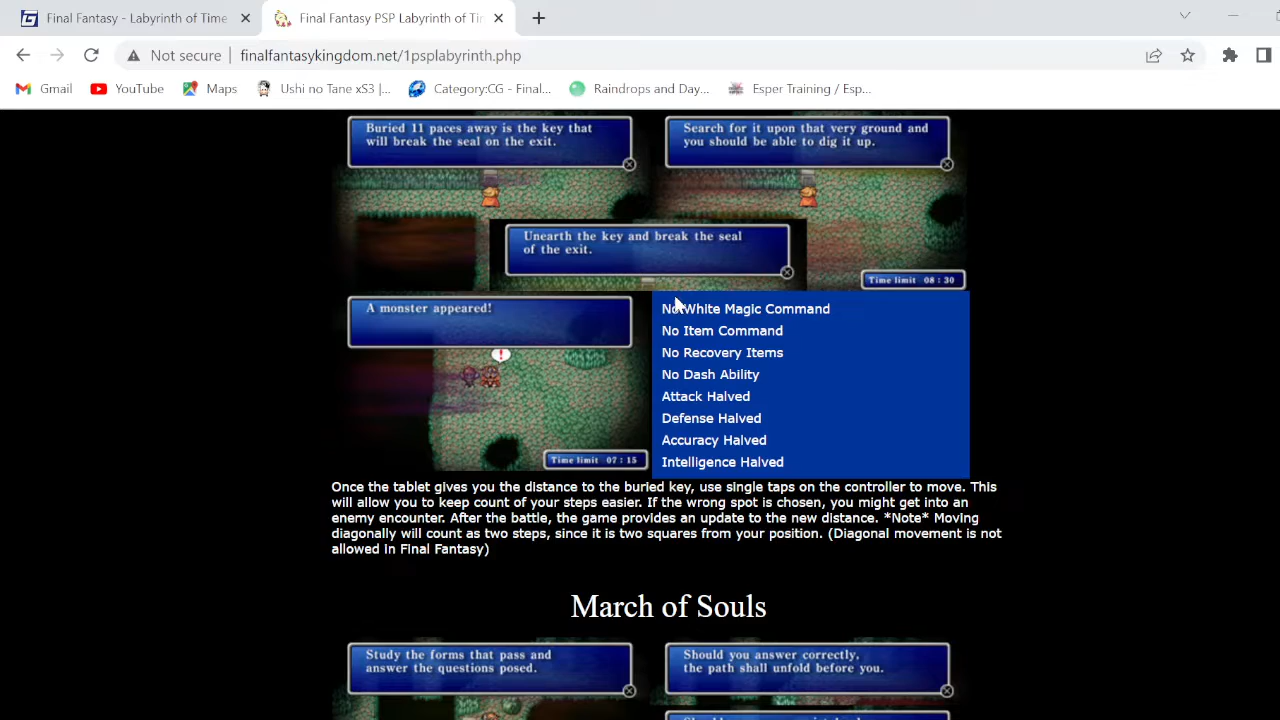 Final Fantasy - Labyrinth of Time
Final Fantasy PSP Labyrinth of Ti
Not secure
finalfantasykingdom.net/1psplabyrinth.php
Gmail
YouTube
Maps
Ushi no Tane xS3 |...
Category:CG - Final...
Raindrops and Day...
Esper Training / Esp...
Buried 11 paces away is the key that
will break the seal on the exit.
Search for it upon that very ground and
you should be able to dig it up.
Unearth the key and break the seal
of the exit.
Time limit 08 : 30
A monster appeared!
!
Time limit 07 : 15
No White Magic Command
No Item Command
No Recovery Items
No Dash Ability
Attack Halved
Defense Halved
Accuracy Halved
Intelligence Halved
Once the tablet gives you the distance to the buried key, use single taps on the controller to move. This
will allow you to keep count of your steps easier. If the wrong spot is chosen, you might get into an
enemy encounter. After the battle, the game provides an update to the new distance. *Note* Moving
diagonally will count as two steps, since it is two squares from your position. (Diagonal movement is not
allowed in Final Fantasy)
March of Souls
Study the forms that pass and
answer the questions posed.
Should you answer correctly,
the path shall unfold before you.